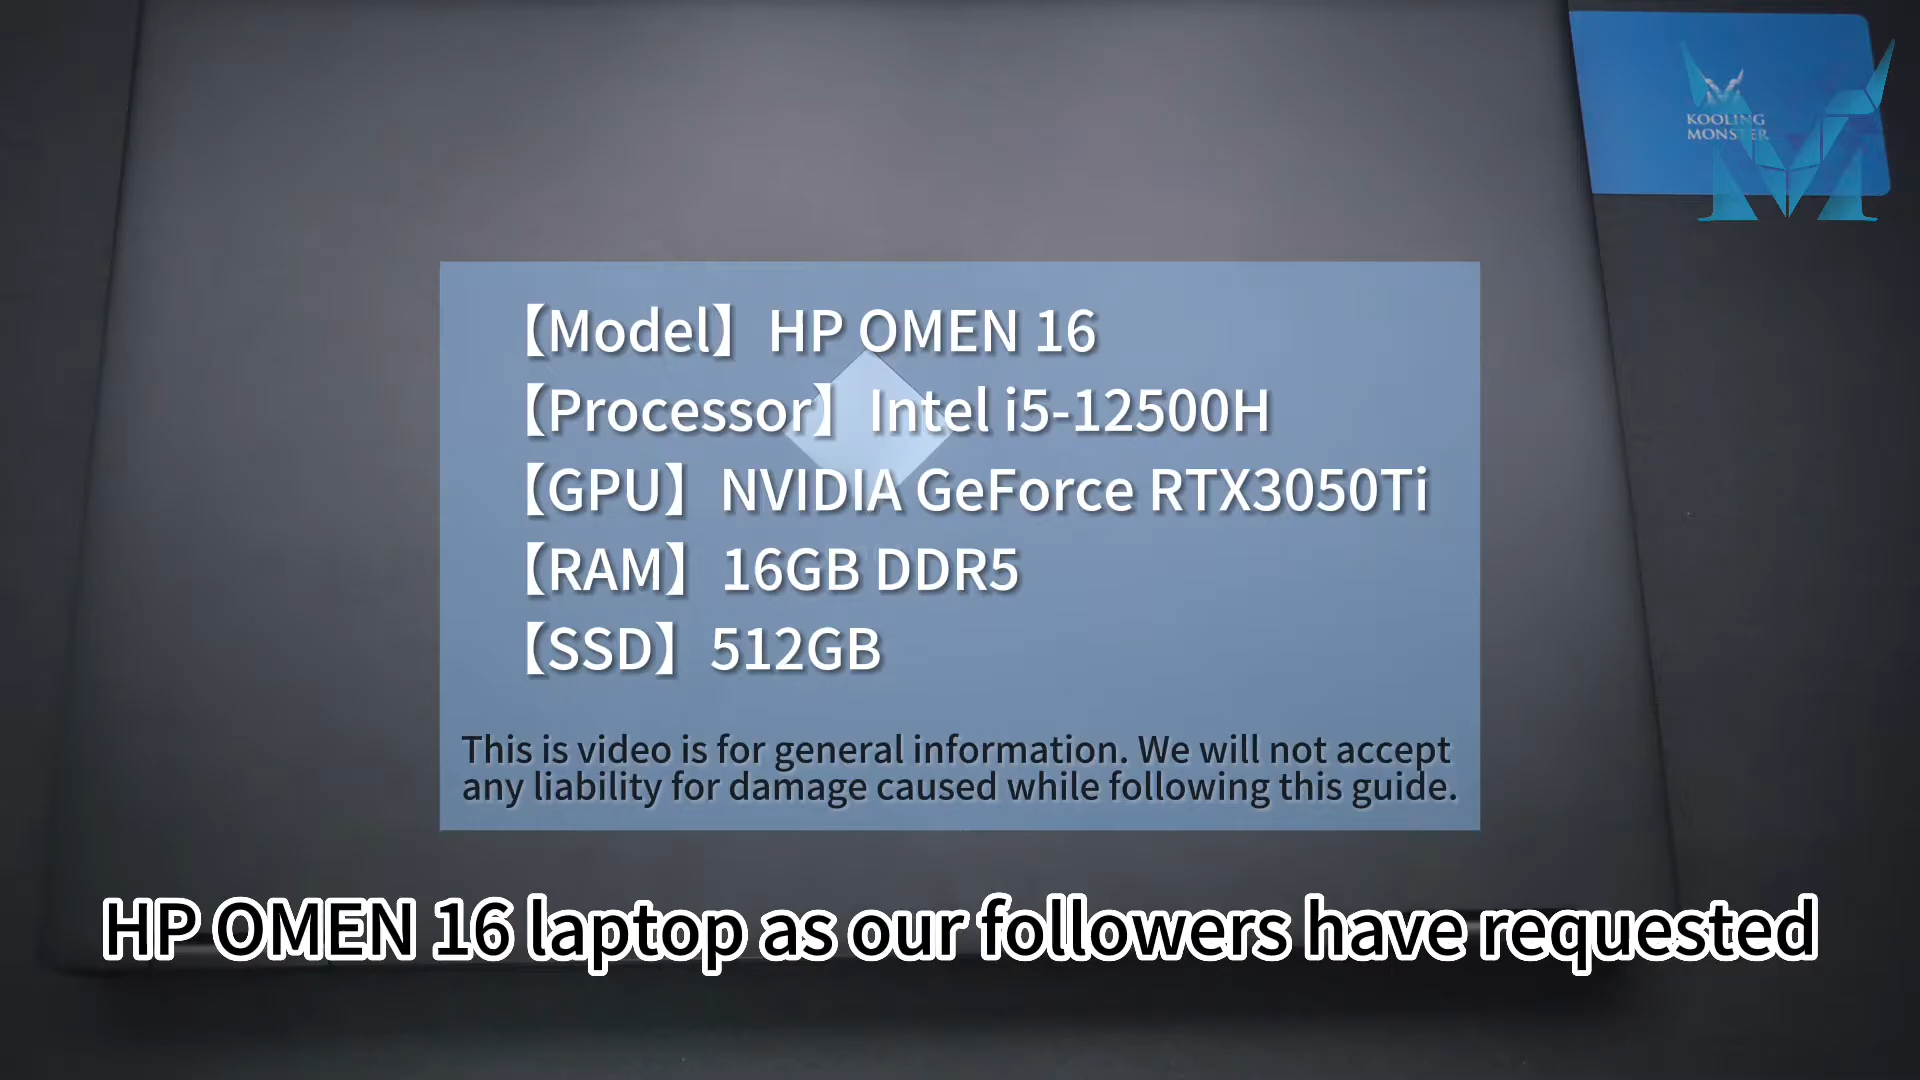 KOOLING
MONSTER
【Model】HP OMEN 16
【Processor】Intel i5-12500H
【GPU】NVIDIA GeForce RTX3050Ti
【RAM】16GB DDR5
【SSD】512GB
This is video is for general information. We will not accept
any liability for damage caused while following this guide.
HP OMEN 16 laptop as our followers have requested